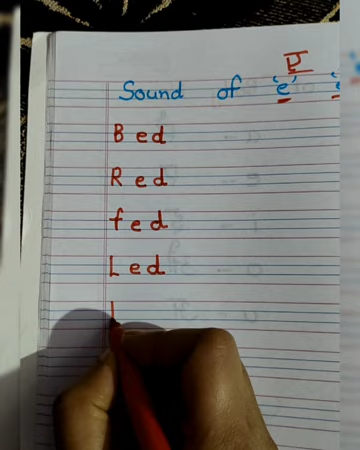 ए
Sound of 'e'
Bed
Red
fed
Led